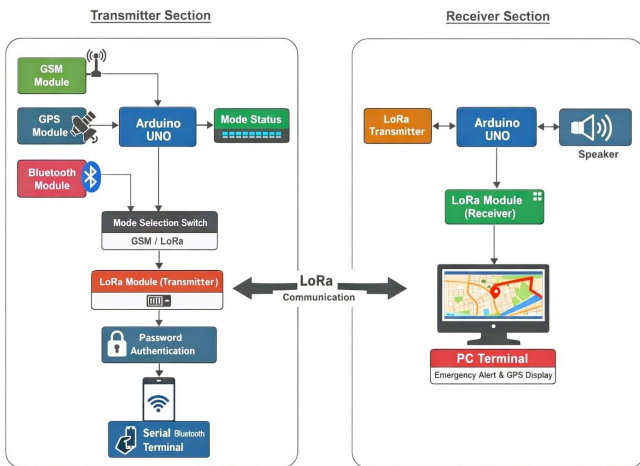 Transmitter Section
GSM
Module
GPS
Module
Arduino
UNO
Mode Status
Bluetooth
Module
Mode Selection Switch
GSM / LoRa
LoRa Module (Transmitter)
Password
Authentication
Serial Bluetooth
Terminal
LoRa
Communication
Receiver Section
LoRa
Transmitter
Arduino
UNO
Speaker
LoRa Module
(Receiver)
PC Terminal
Emergency Alert & GPS Display